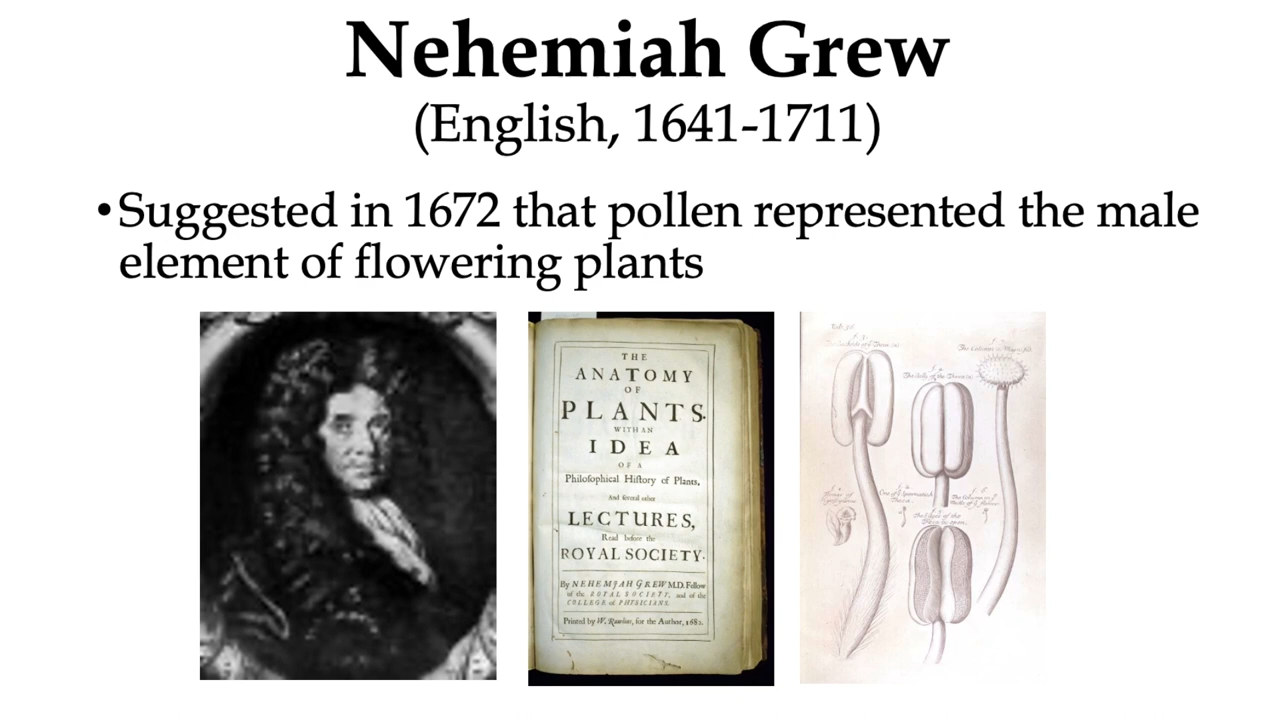 Nehemiah Grew
(English, 1641-1711)
•Suggested in 1672 that pollen represented the male
element of flowering plants
THE
ANATOMY
OF
PLANTS.
WITH AN
IDEA
OF A
Philosophical History of Plants,
And several other
LECTURES,
Read before the
ROYAL SOCIETY.
By NEHEMJAH GREW M.D. Fellow
of the ROYAL SOCIETY, and of the
COLLEGE of PHYSICIANS.
Printed by W. Rawlins, for the Author, 1682.